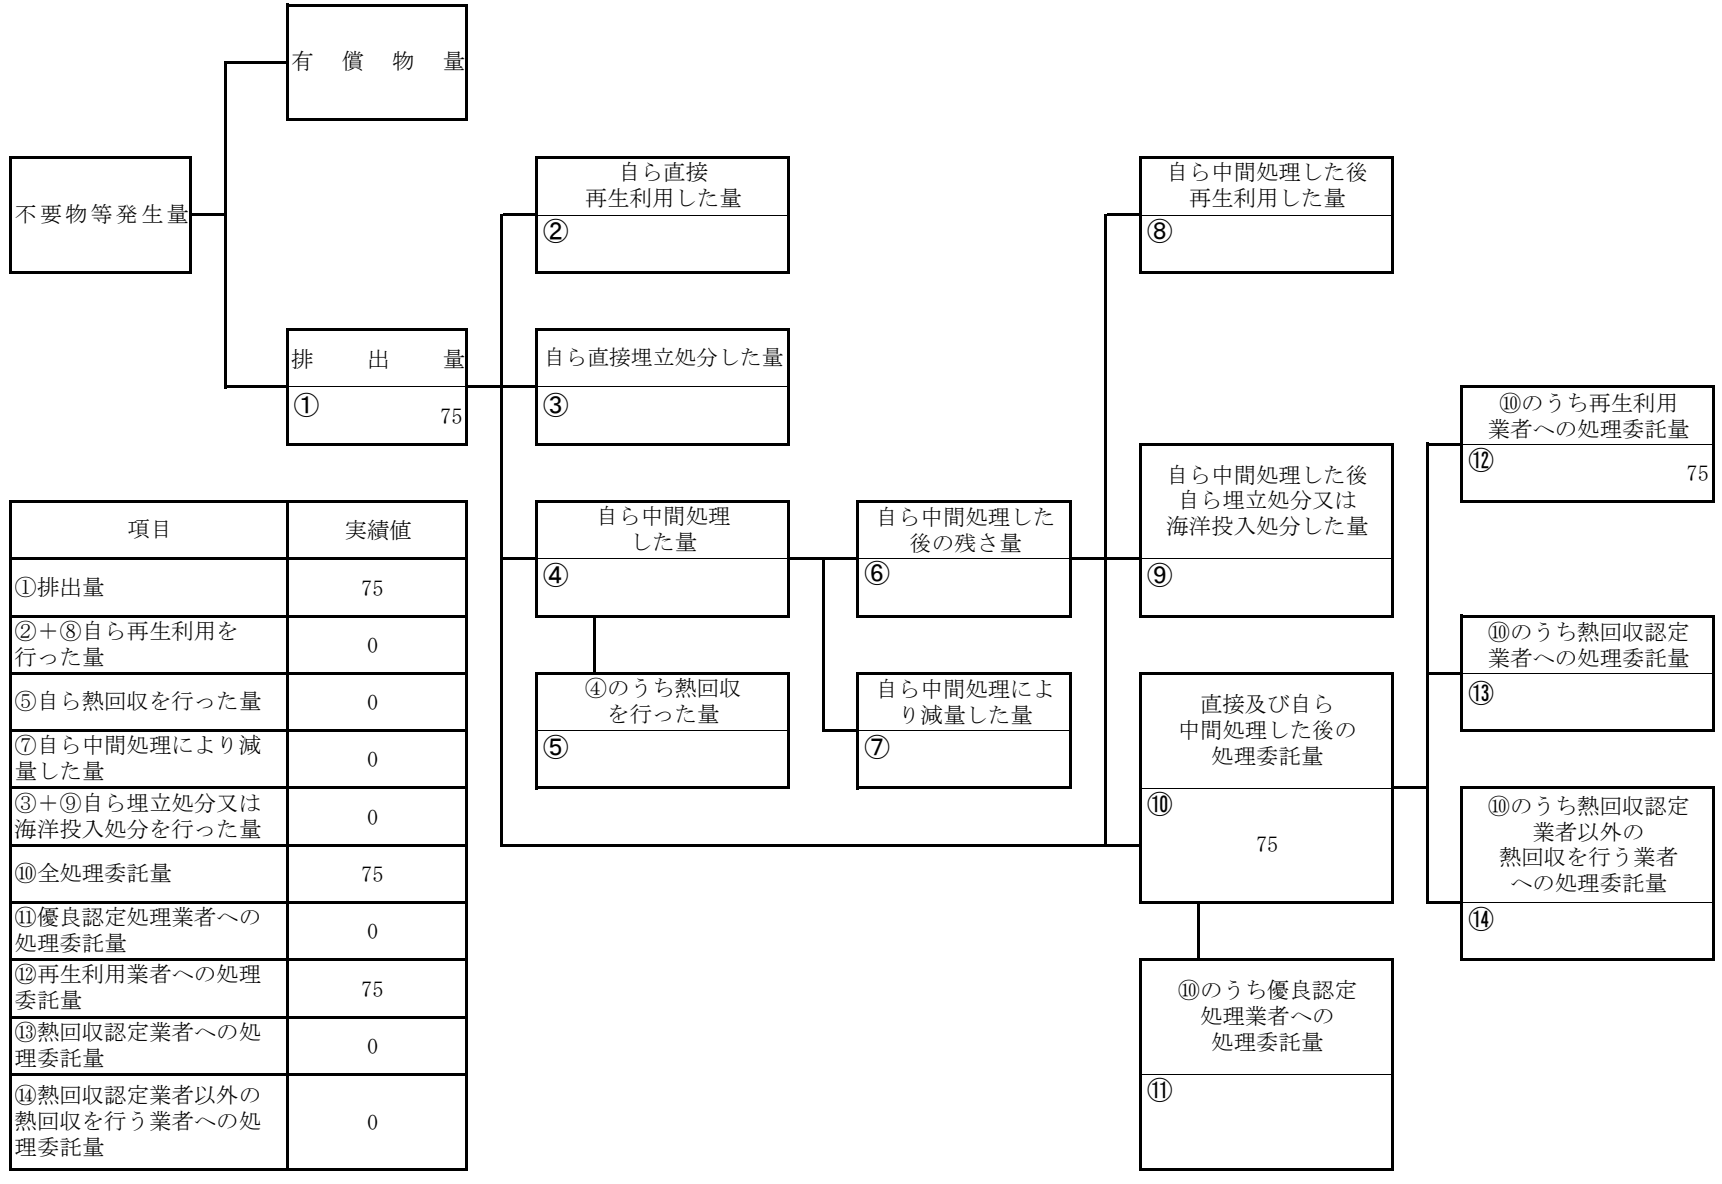 有償物量
不要物等発生量
排出量
①
75
自ら直接
再生利用した量
②
自ら直接埋立処分した量
③
自ら中間処理
した量
④
④のうち熱回収
を行った量
⑤
自ら中間処理した
後の残さ量
⑥
自ら中間処理によ
り減量した量
⑦
自ら中間処理した後
再生利用した量
⑧
自ら中間処理した後
自ら埋立処分又は
海洋投入処分した量
⑨
直接及び自ら
中間処理した後の
処理委託量
⑩
75
⑩のうち優良認定
処理業者への
処理委託量
⑪
⑩のうち再生利用
業者への処理委託量
⑫
75
⑩のうち熱回収認定
業者への処理委託量
⑬
⑩のうち熱回収認定
業者以外の
熱回収を行う業者
への処理委託量
⑭
項目 実績値
①排出量 75
②＋⑧自ら再生利用を
行った量 0
⑤自ら熱回収を行った量 0
⑦自ら中間処理により減
量した量 0
③＋⑨自ら埋立処分又は
海洋投入処分を行った量 0
⑩全処理委託量 75
⑪優良認定処理業者への
処理委託量 0
⑫再生利用業者への処理
委託量 75
⑬熱回収認定業者への処
理委託量 0
⑭熱回収認定業者以外の
熱回収を行う業者への処
理委託量 0